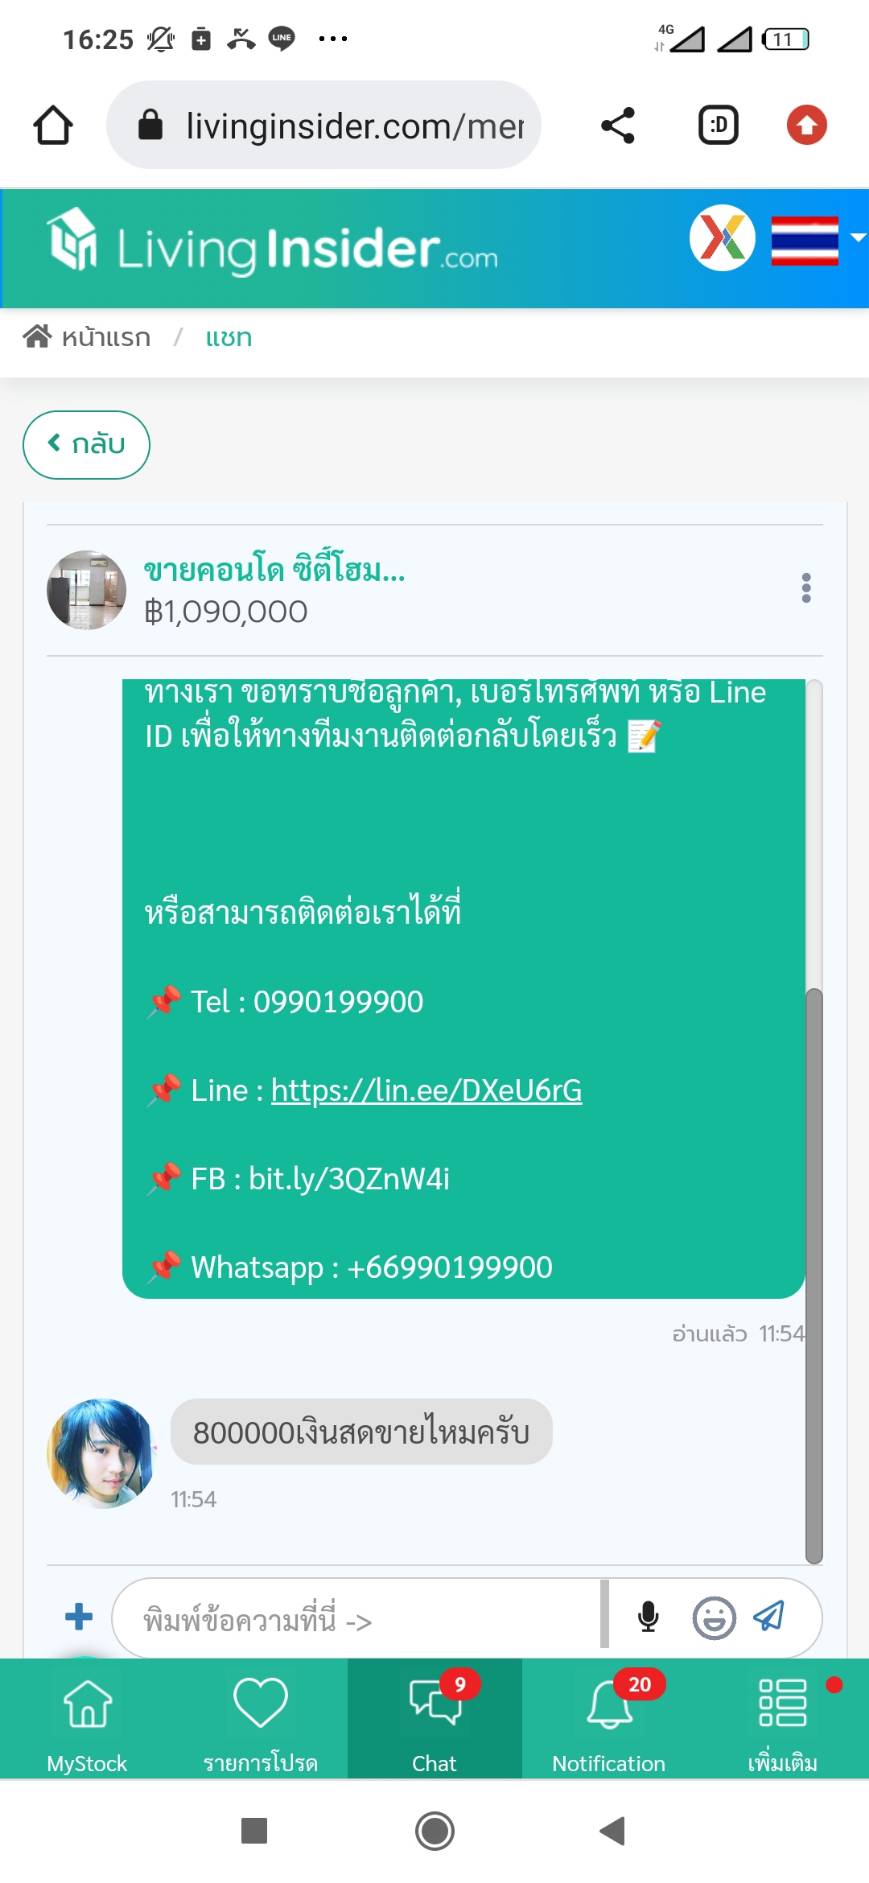 16:25
LINE
4G
11
livinginsider.com/mer
:D
LivingInsider.com
หน้าแรก / แชท
กลับ
ขายคอนโด ซิตี้โฮม...
฿1,090,000
ทางเรา ขอทราบชื่อลูกค้า, เบอร์โทรศัพท์ หรือ Line
ID เพื่อให้ทางทีมงานติดต่อกลับโดยเร็ว 📝
หรือสามารถติดต่อเราได้ที่
📌 Tel : 0990199900
📌 Line : https://lin.ee/DXeU6rG
📌 FB : bit.ly/3QZnW4i
📌 Whatsapp : +66990199900
อ่านแล้ว 11:54
800000เงินสดขายไหมครับ
11:54
พิมพ์ข้อความที่นี่ ->
9
20
MyStock
รายการโปรด
Chat
Notification
เพิ่มเติม